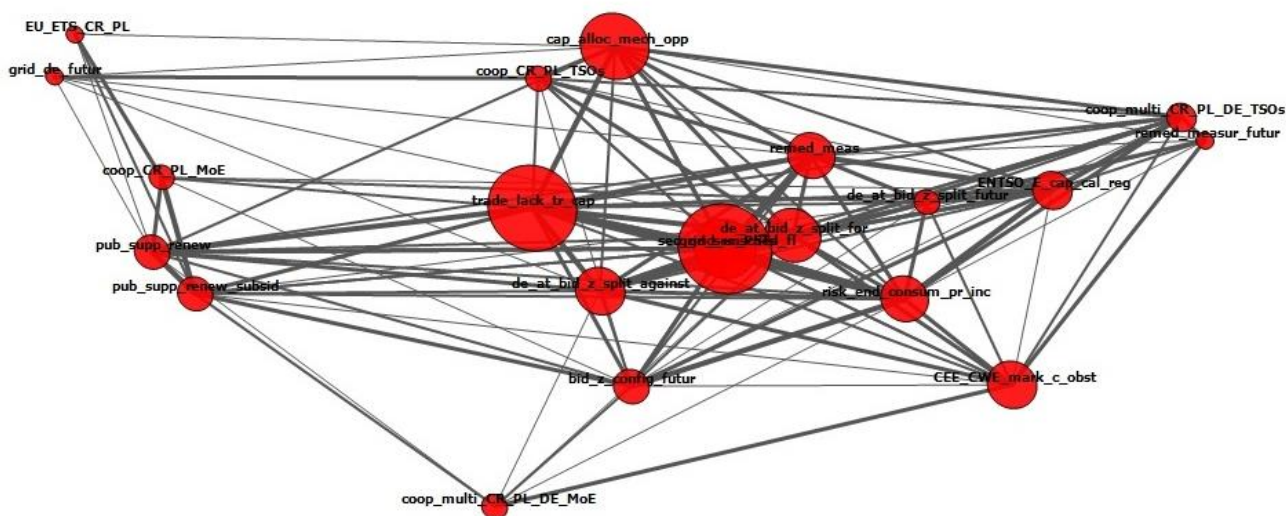 EU_ETS_CR_PL
cap_alloc_mech_opp
grid_de_futur
coop_CR_PL_TSOs
coop_multi_CR_PL_DE_TSOs
remed_measur_futur
remed_meas
coop_CR_PL_MoE
ENTSO_E_cap_cal_reg
de_at_bid_z_split_futur
trade_lack_tr_cap
de_at_bid_z_split_for
pub_supp_renew
de_at_bid_z_split_against
pub_supp_renew_subsid
risk_end_consum_pr_inc
bid_z_config_futur
CEE_CWE_mark_c_obst
coop_multi_CR_PL_DE_MoE